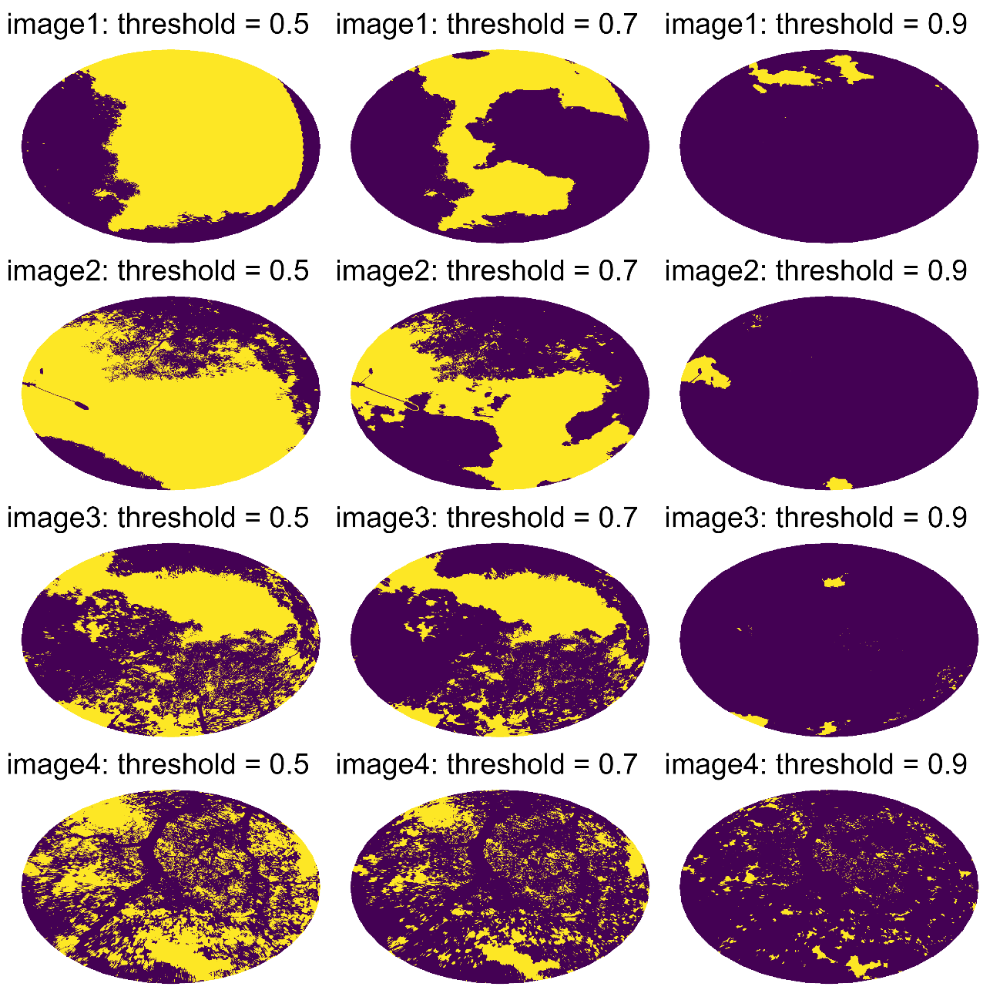 image1: threshold = 0.5 image1: threshold = 0.7 image1: threshold = 0.9
image2: threshold = 0.5 image2: threshold = 0.7 image2: threshold = 0.9
image3: threshold = 0.5 image3: threshold = 0.7 image3: threshold = 0.9
image4: threshold = 0.5 image4: threshold = 0.7 image4: threshold = 0.9